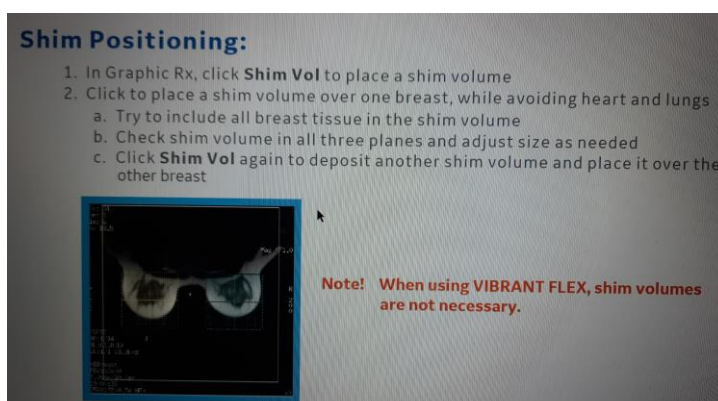 Shim Positioning:
1. In Graphic Rx, click Shim Vol to place a shim volume
2. Click to place a shim volume over one breast, while avoiding heart and lungs
a. Try to include all breast tissue in the shim volume
b. Check shim volume in all three planes and adjust size as needed
c. Click Shim Vol again to deposit another shim volume and place it over the
other breast
Note! When using VIBRANT FLEX, shim volumes
are not necessary.